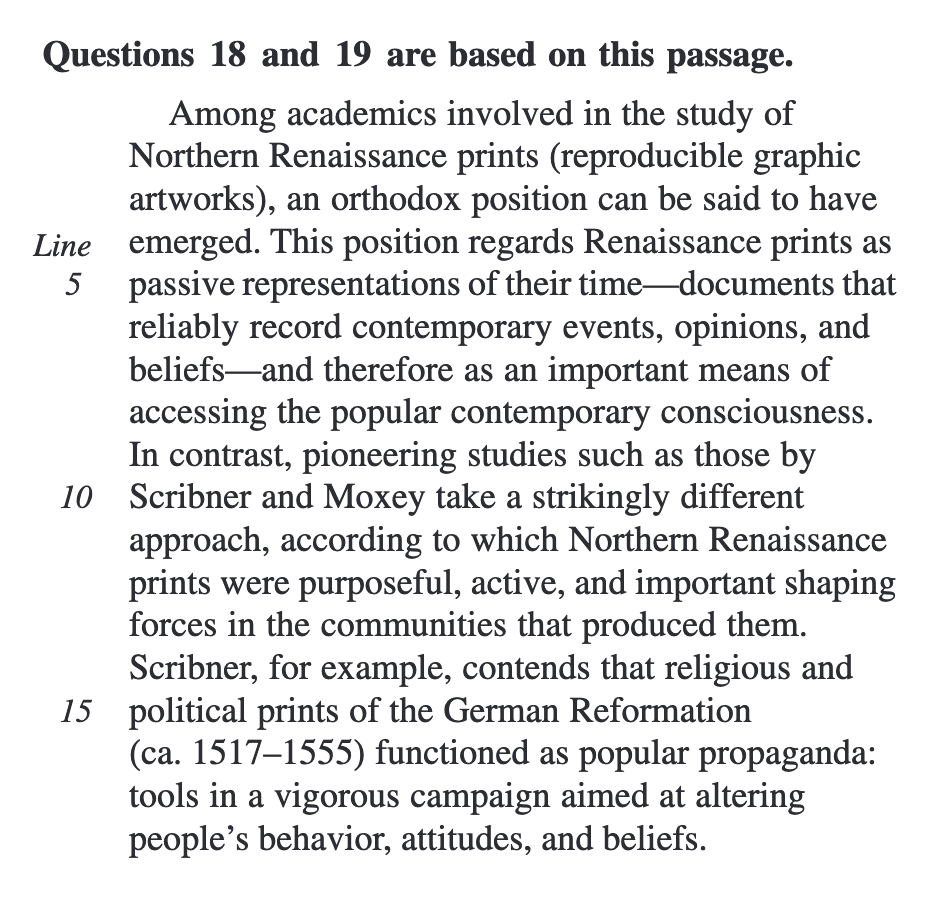 Questions 18 and 19 are based on this passage.
Among academics involved in the study of
Northern Renaissance prints (reproducible graphic
artworks), an orthodox position can be said to have
Line emerged. This position regards Renaissance prints as
5 passive representations of their time—documents that
reliably record contemporary events, opinions, and
beliefs—and therefore as an important means of
accessing the popular contemporary consciousness.
In contrast, pioneering studies such as those by
10 Scribner and Moxey take a strikingly different
approach, according to which Northern Renaissance
prints were purposeful, active, and important shaping
forces in the communities that produced them.
Scribner, for example, contends that religious and
15 political prints of the German Reformation
(ca. 1517–1555) functioned as popular propaganda:
tools in a vigorous campaign aimed at altering
people’s behavior, attitudes, and beliefs.